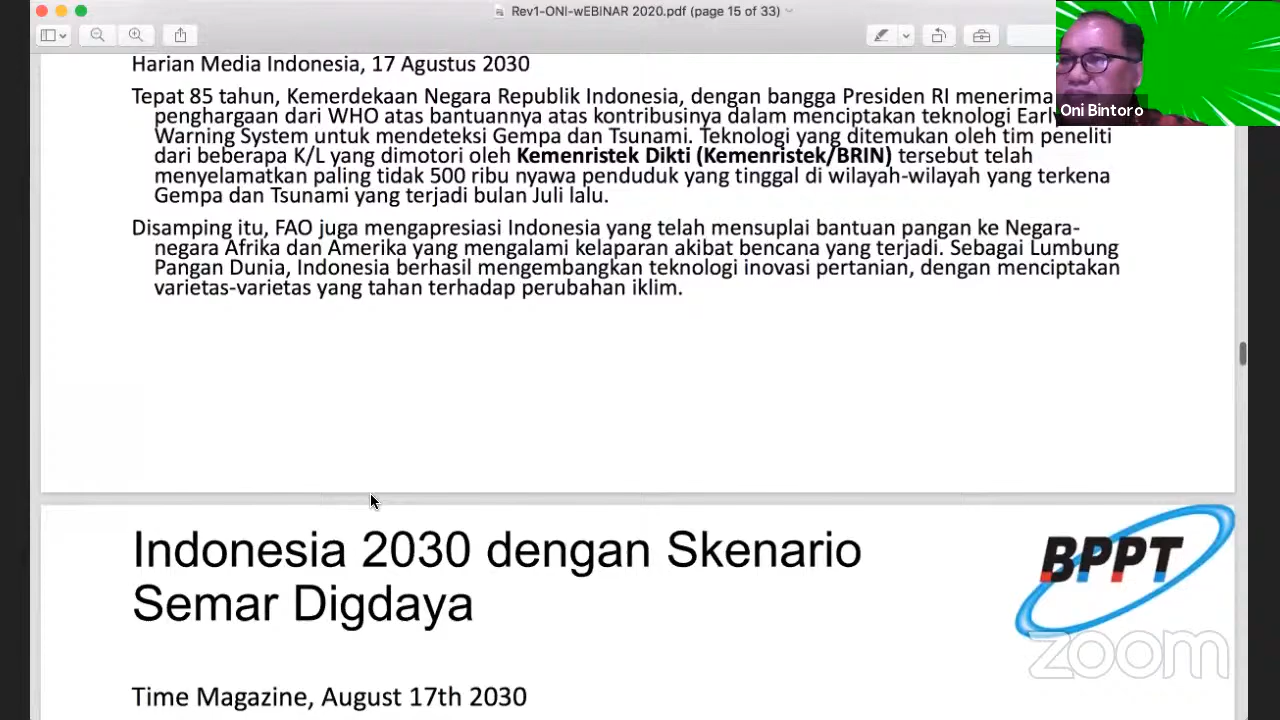 Rev1-ONI-wEBINAR 2020.pdf (page 15 of 33)
Oni Bintoro
Harian Media Indonesia, 17 Agustus 2030
Tepat 85 tahun, Kemerdekaan Negara Republik Indonesia, dengan bangga Presiden RI menerima
penghargaan dari WHO atas bantuannya atas kontribusinya dalam menciptakan teknologi Early
Warning System untuk mendeteksi Gempa dan Tsunami. Teknologi yang ditemukan oleh tim peneliti
dari beberapa K/L yang dimotori oleh Kemenristek Dikti (Kemenristek/BRIN) tersebut telah
menyelamatkan paling tidak 500 ribu nyawa penduduk yang tinggal di wilayah-wilayah yang terkena
Gempa dan Tsunami yang terjadi bulan Juli lalu.
Disamping itu, FAO juga mengapresiasi Indonesia yang telah mensuplai bantuan pangan ke Negara-
negara Afrika dan Amerika yang mengalami kelaparan akibat bencana yang terjadi. Sebagai Lumbung
Pangan Dunia, Indonesia berhasil mengembangkan teknologi inovasi pertanian, dengan menciptakan
varietas-varietas yang tahan terhadap perubahan iklim.
Indonesia 2030 dengan Skenario
Semar Digdaya
BPPT
zoom
Time Magazine, August 17th 2030